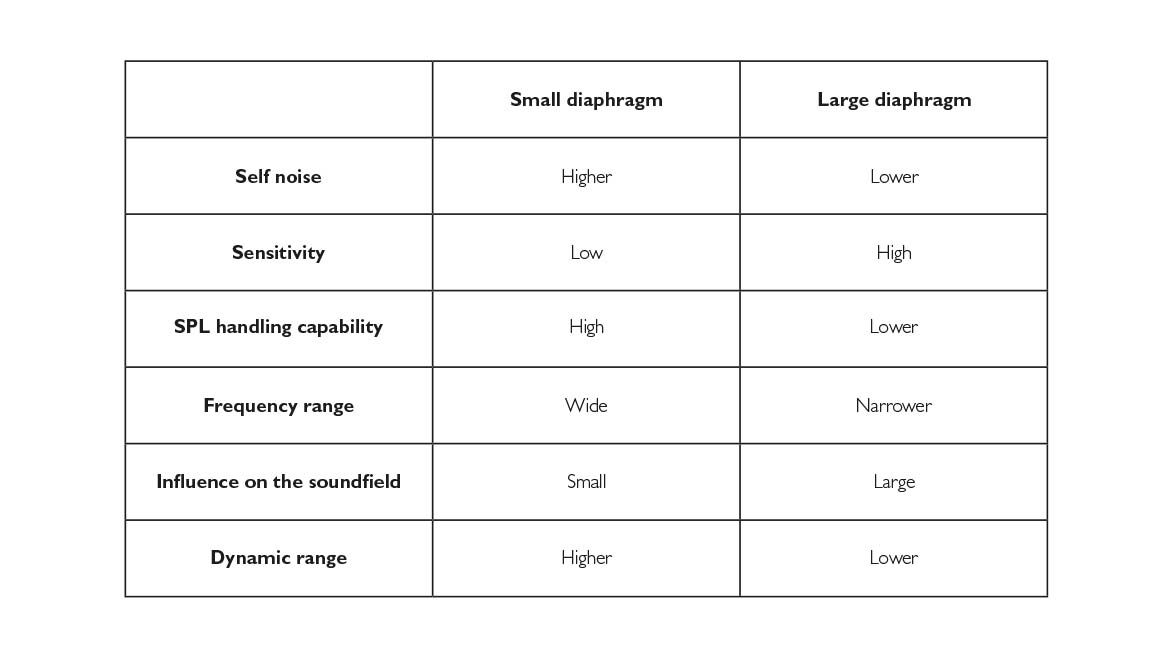 Small diaphragm Large diaphragm
Self noise Higher Lower
Sensitivity Low High
SPL handling capability High Lower
Frequency range Wide Narrower
Influence on the soundfield Small Large
Dynamic range Higher Lower